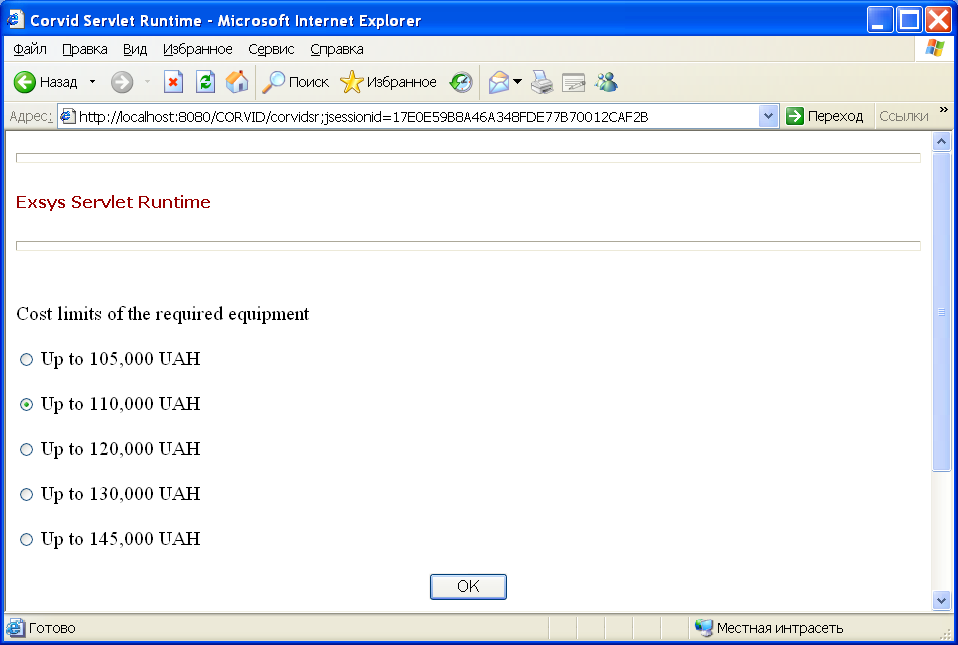 Corvid Servlet Runtime - Microsoft Internet Explorer
Файл Правка Вид Избранное Сервис Справка
Назад Поиск Избранное
Адрес: http://localhost:8080/CORVID/corvidsr;jsessionid=17E0E59B8A46A348FDE77B70012CAF2B Переход Ссылки »
Exsys Servlet Runtime
Cost limits of the required equipment
Up to 105,000 UAH
Up to 110,000 UAH
Up to 120,000 UAH
Up to 130,000 UAH
Up to 145,000 UAH
OK
Готово Местная интрасеть